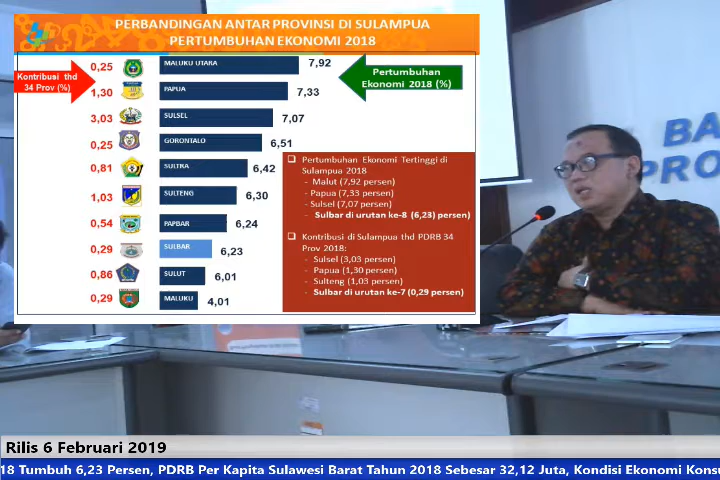 PERBANDINGAN ANTAR PROVINSI DI SULAMPUA
PERTUMBUHAN EKONOMI 2018
Kontribusi thd
34 Prov (%)
Pertumbuhan
Ekonomi 2018 (%)
0,25 MALUKU UTARA 7,92
1,30 PAPUA 7,33
3,03 SULSEL 7,07
0,25 GORONTALO 6,51
0,81 SULTRA 6,42
1,03 SULTENG 6,30
0,54 PAPBAR 6,24
0,29 SULBAR 6,23
0,86 SULUT 6,01
0,29 MALUKU 4,01
Pertumbuhan Ekonomi Tertinggi di
Sulampua 2018
- Malut (7,92 persen)
- Papua (7,33 persen)
- Sulsel (7,07 persen)
- Sulbar di urutan ke-8 (6,23) persen)
Kontribusi di Sulampua thd PDRB 34
Prov 2018:
- Sulsel (3,03 persen)
- Papua (1,30 persen)
- Sulteng (1,03 persen)
- Sulbar di urutan ke-7 (0,29 persen)
BA
PRO
Rilis 6 Februari 2019
18 Tumbuh 6,23 Persen, PDRB Per Kapita Sulawesi Barat Tahun 2018 Sebesar 32,12 Juta, Kondisi Ekonomi Konsu